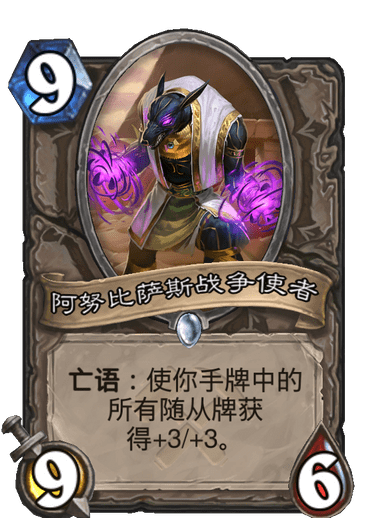 9
阿努比萨斯战争使者
亡语：使你手牌中的
所有随从牌获
得+3/+3。
9
6